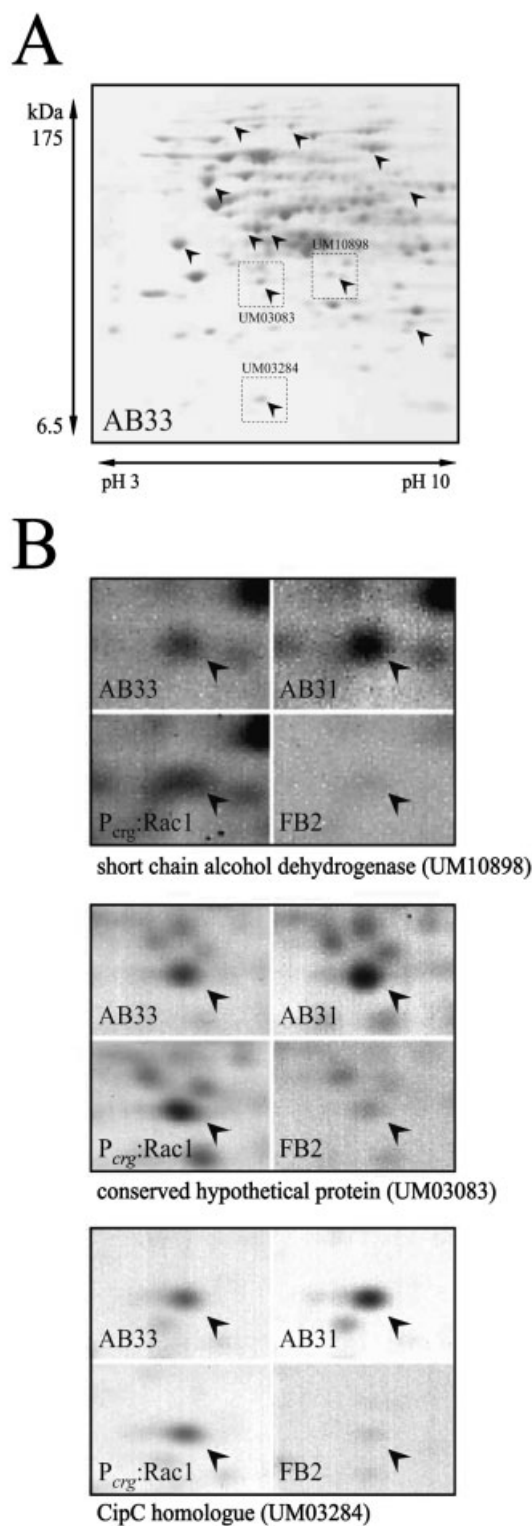 A
kDa
175
UM10898
UM03083
UM03284
6.5
AB33
pH 3 pH 10
B
AB33 AB31
Pcrg:Rac1 FB2
short chain alcohol dehydrogenase (UM10898)
AB33 AB31
Pcrg:Rac1 FB2
conserved hypothetical protein (UM03083)
AB33 AB31
Pcrg:Rac1 FB2
CipC homologue (UM03284)